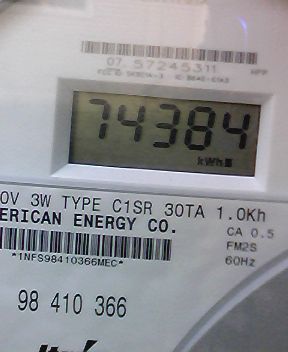 07 57245311
74384
kWh
0V 3W TYPE C1SR 30TA 1.0Kh
ERICAN ENERGY CO.
CA 0.5
FM2S
*1NFS98410366MEC*
60Hz
98 410 366